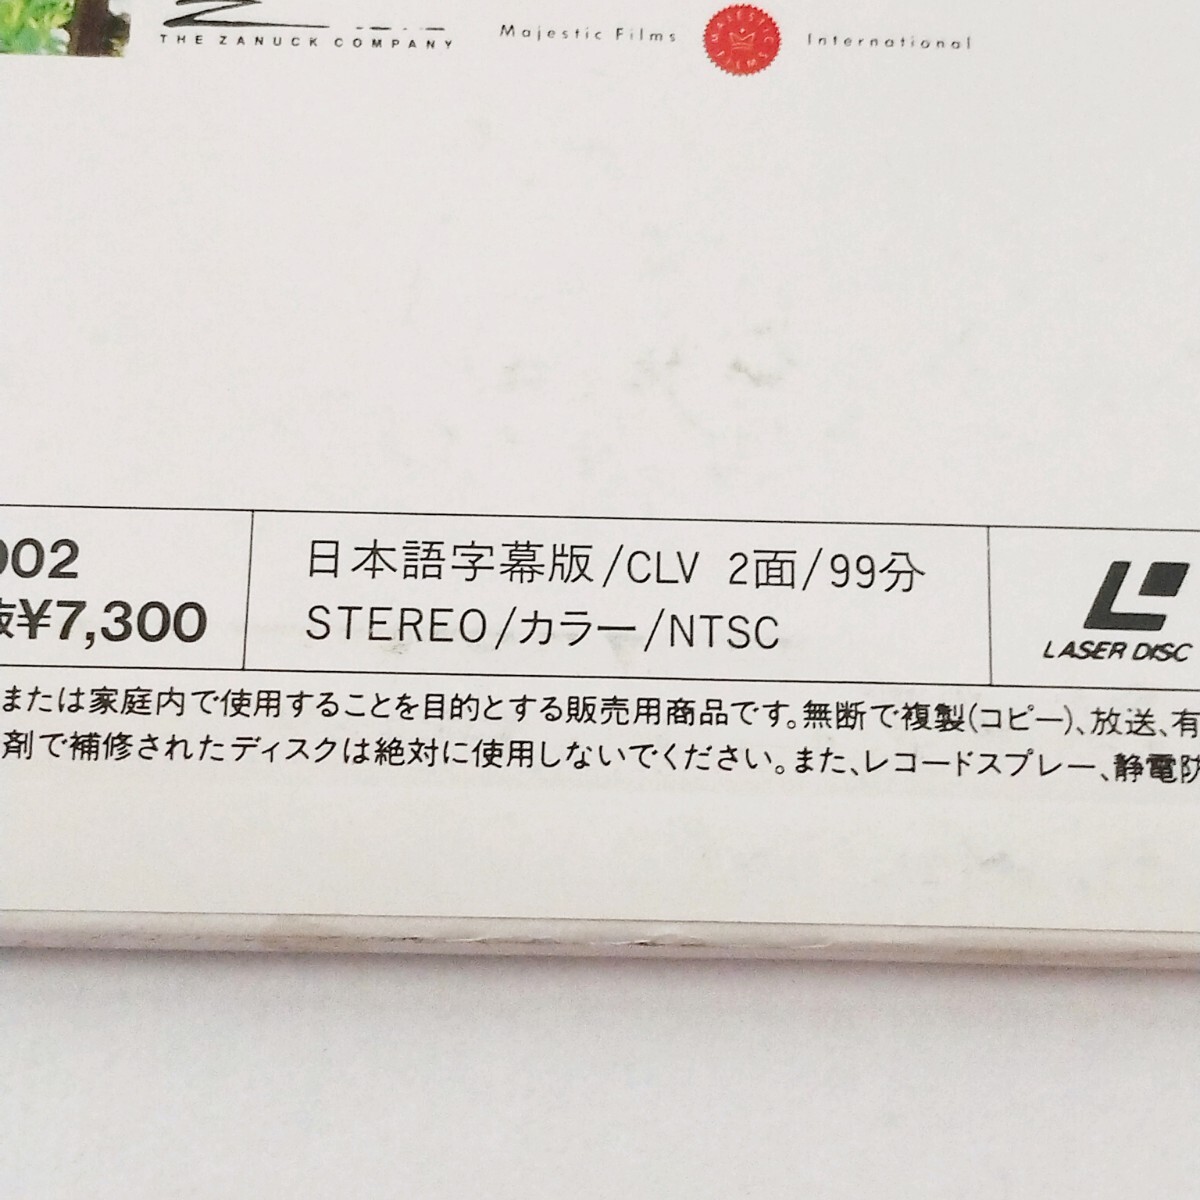 THE ZANUCK COMPANY
Majestic Films
MAJESTIC FILMS
International
002
抜¥7,300
日本語字幕版/CLV 2面/99分
STEREO/カラー/NTSC
LASER DISC
または家庭内で使用することを目的とする販売用商品です。無断で複製(コピー)、放送、有
剤で補修されたディスクは絶対に使用しないでください。また、レコードスプレー、静電防